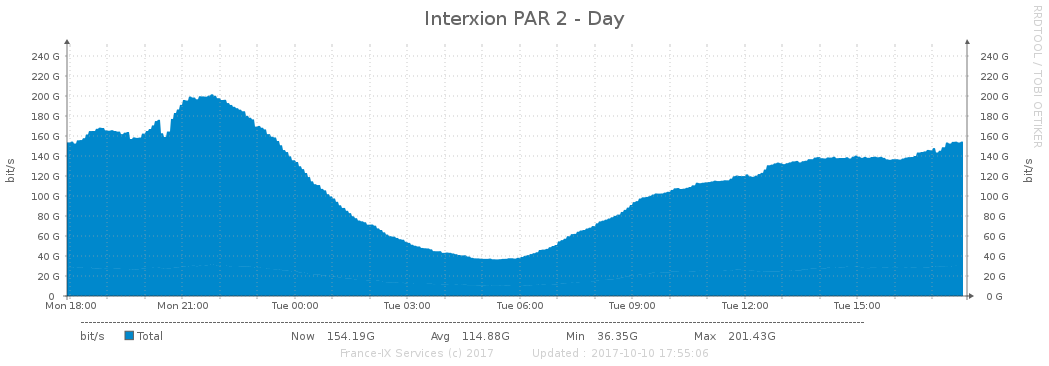 Interxion PAR 2 - Day
RRDTOOL / TOBI OETIKER
bit/s
240 G 240 G
220 G 220 G
200 G 200 G
180 G 180 G
160 G 160 G
140 G 140 G
120 G 120 G
100 G 100 G
80 G 80 G
60 G 60 G
40 G 40 G
20 G 20 G
0 0 G
bit/s
Mon 18:00 Mon 21:00 Tue 00:00 Tue 03:00 Tue 06:00 Tue 09:00 Tue 12:00 Tue 15:00
bit/s Total Now 154.19G Avg 114.88G Min 36.35G Max 201.43G
France-IX Services (c) 2017 Updated : 2017-10-10 17:55:06